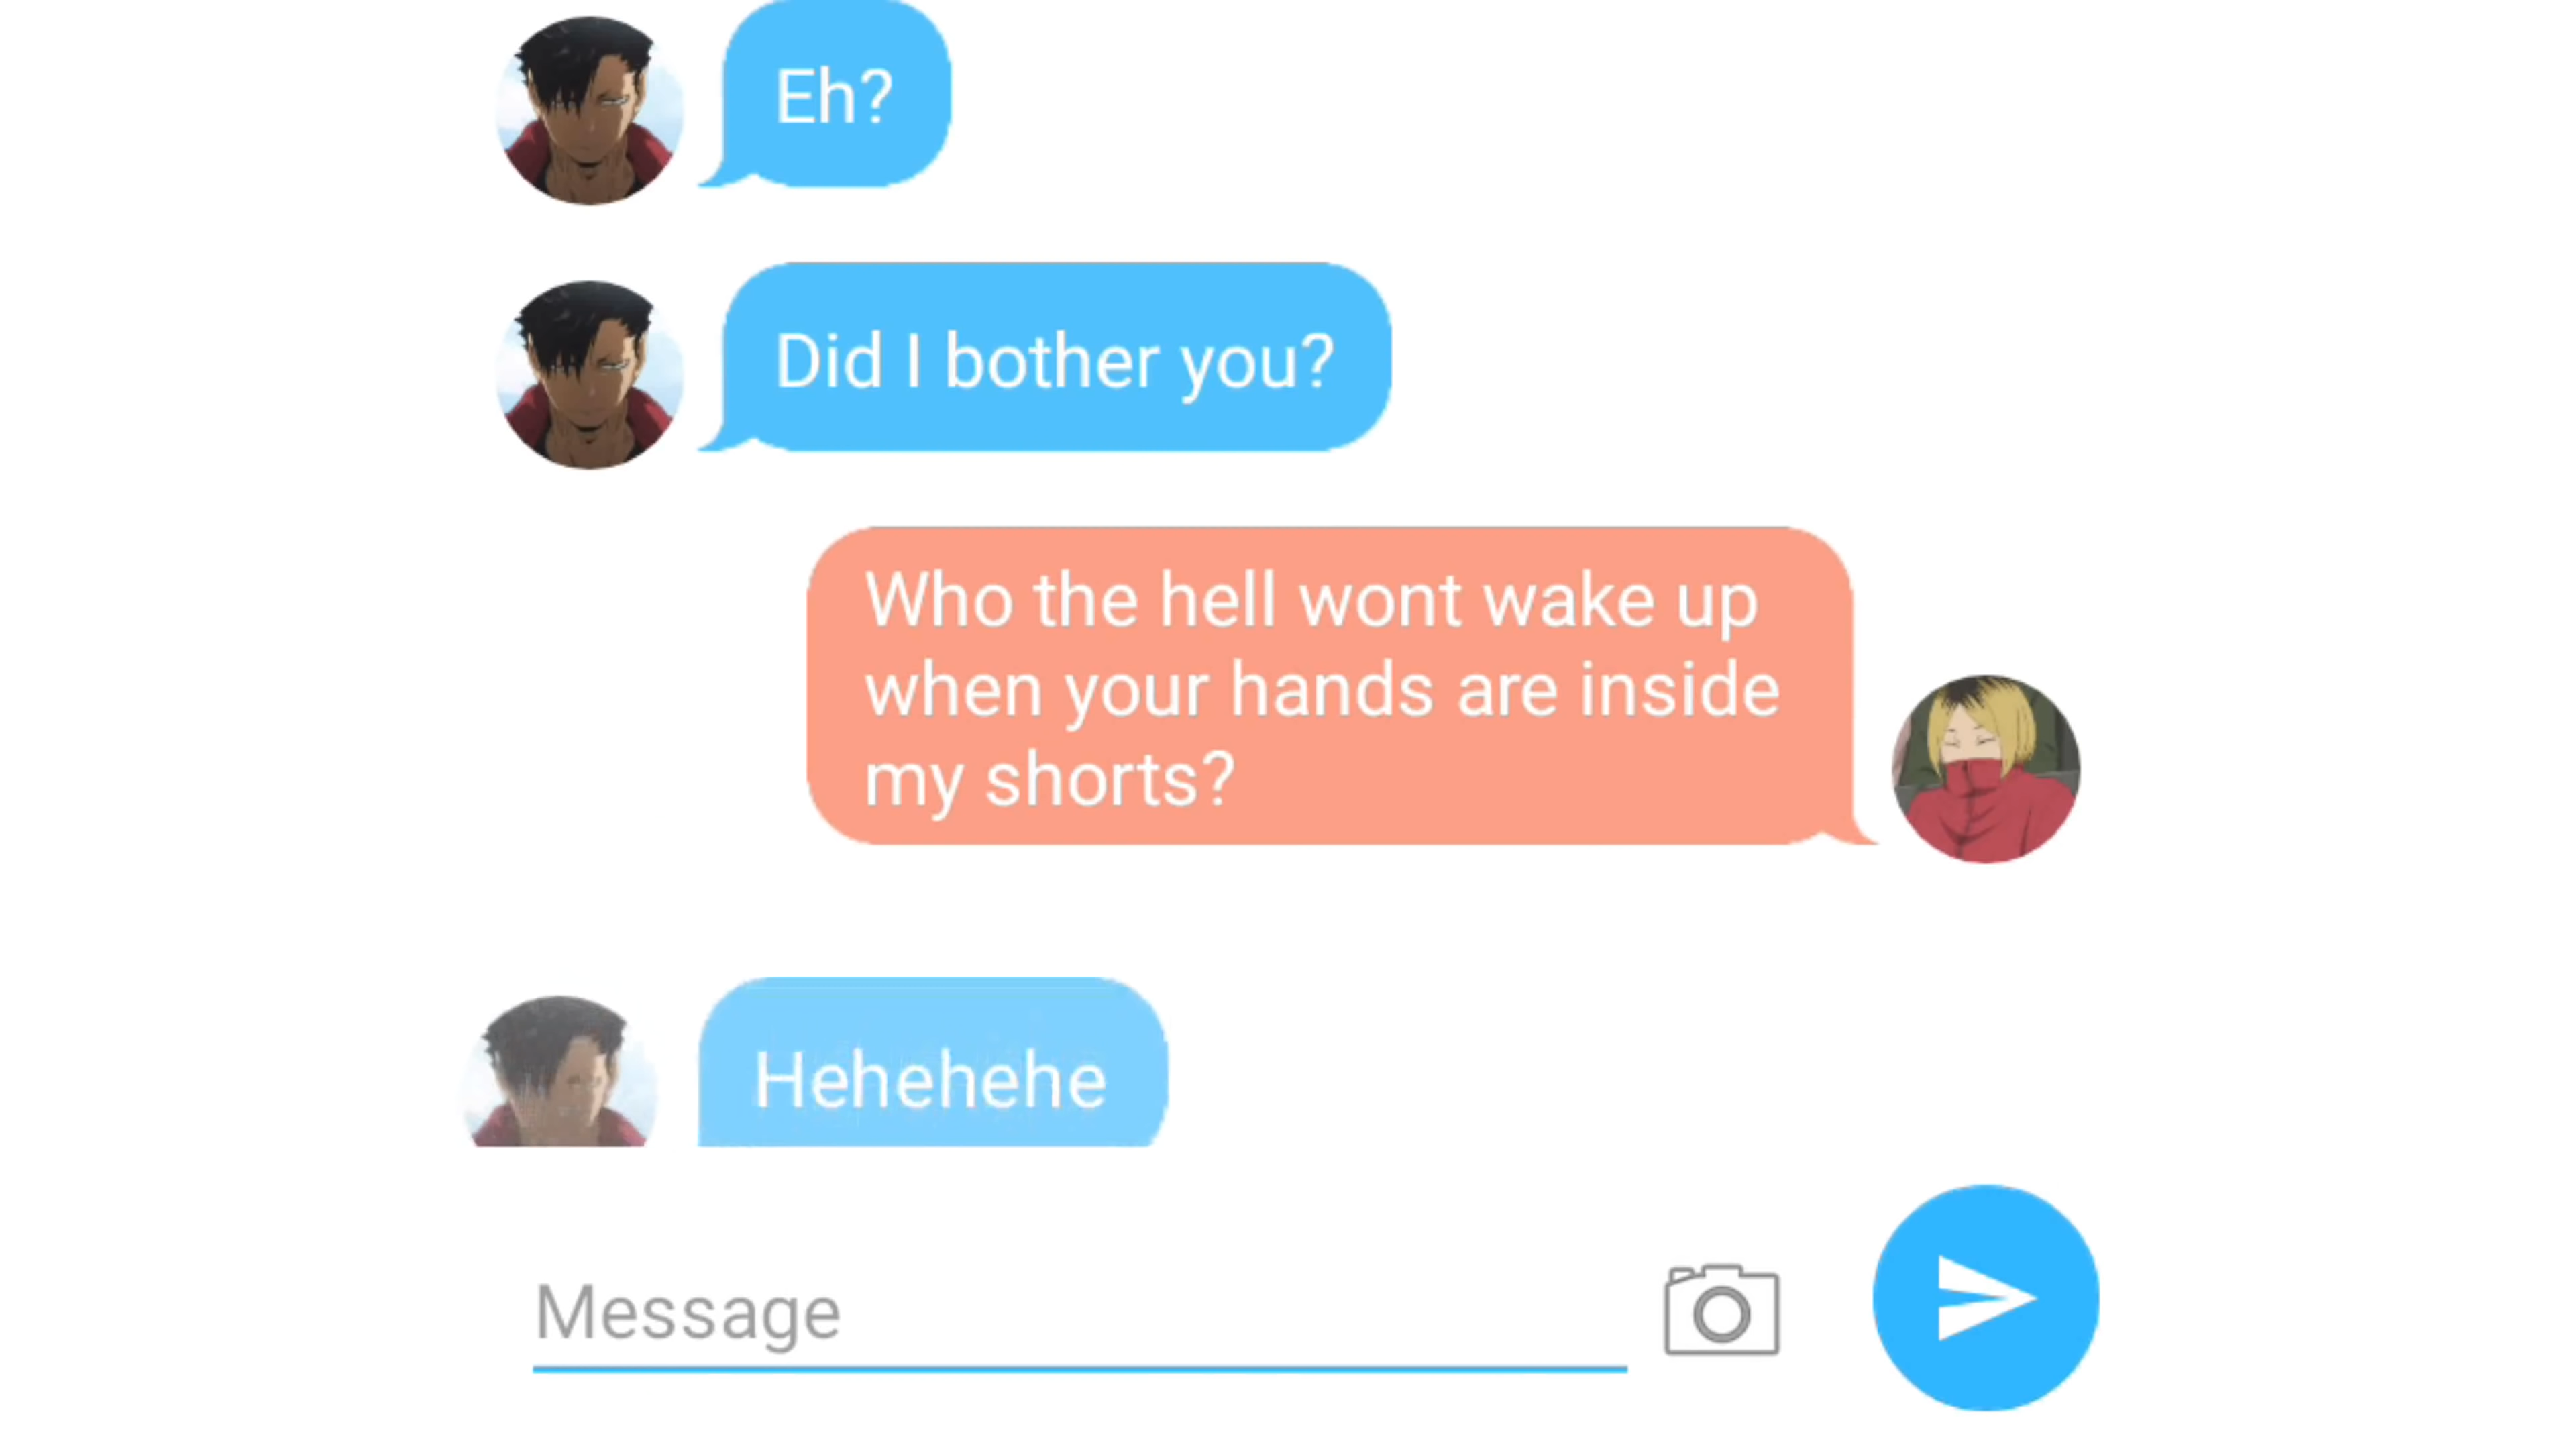 Eh?
Did I bother you?
Who the hell wont wake up
when your hands are inside
my shorts?
Hehehehe
Message